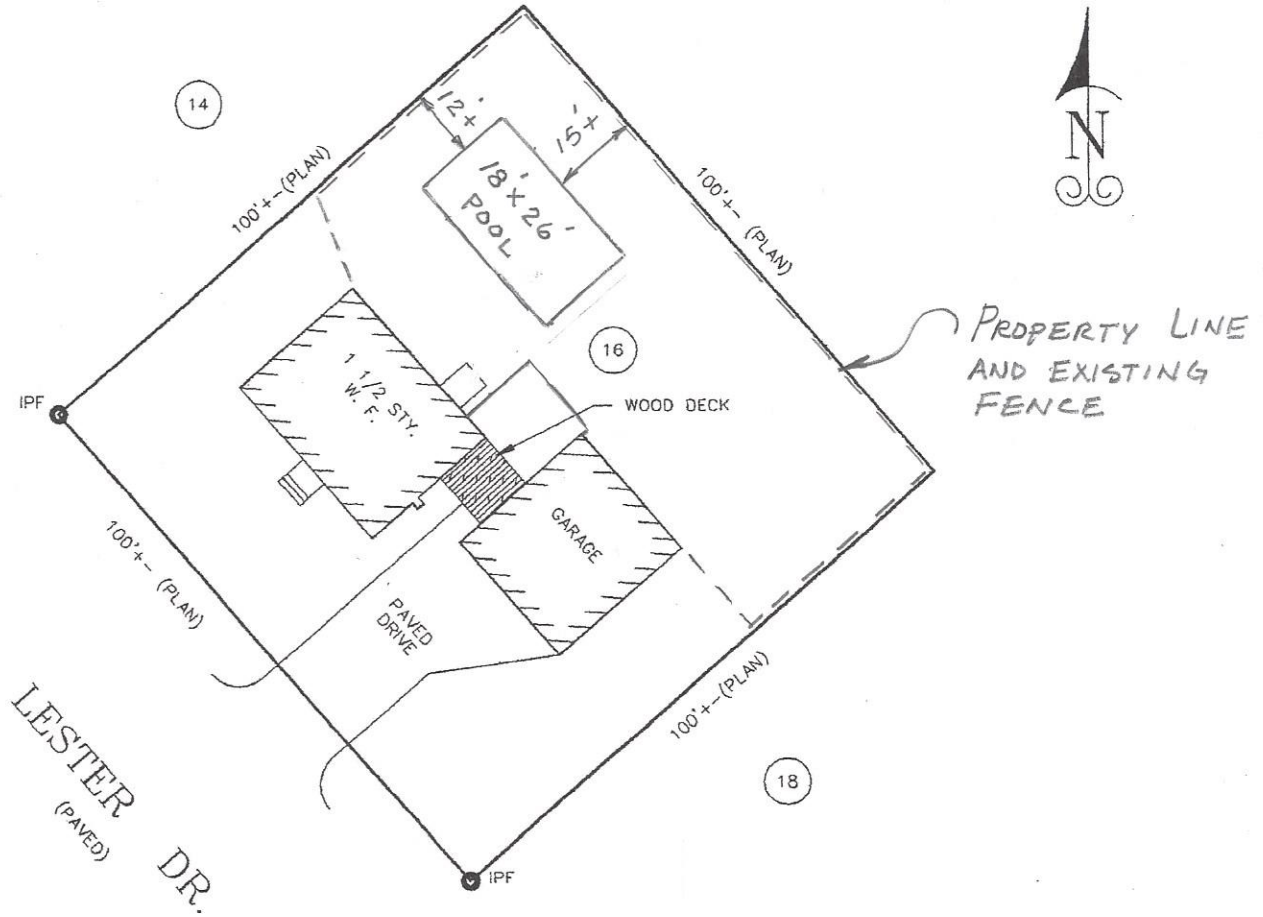 14
12'±
15'±
18' X 26'
POOL
100'+-(PLAN)
100'+- (PLAN)
N
PROPERTY LINE
AND EXISTING
FENCE
16
WOOD DECK
1 1/2 STY.
W. F.
IPF
GARAGE
PAVED
DRIVE
100'+- (PLAN)
100'+-(PLAN)
LESTER DR.
(PAVED)
18
IPF